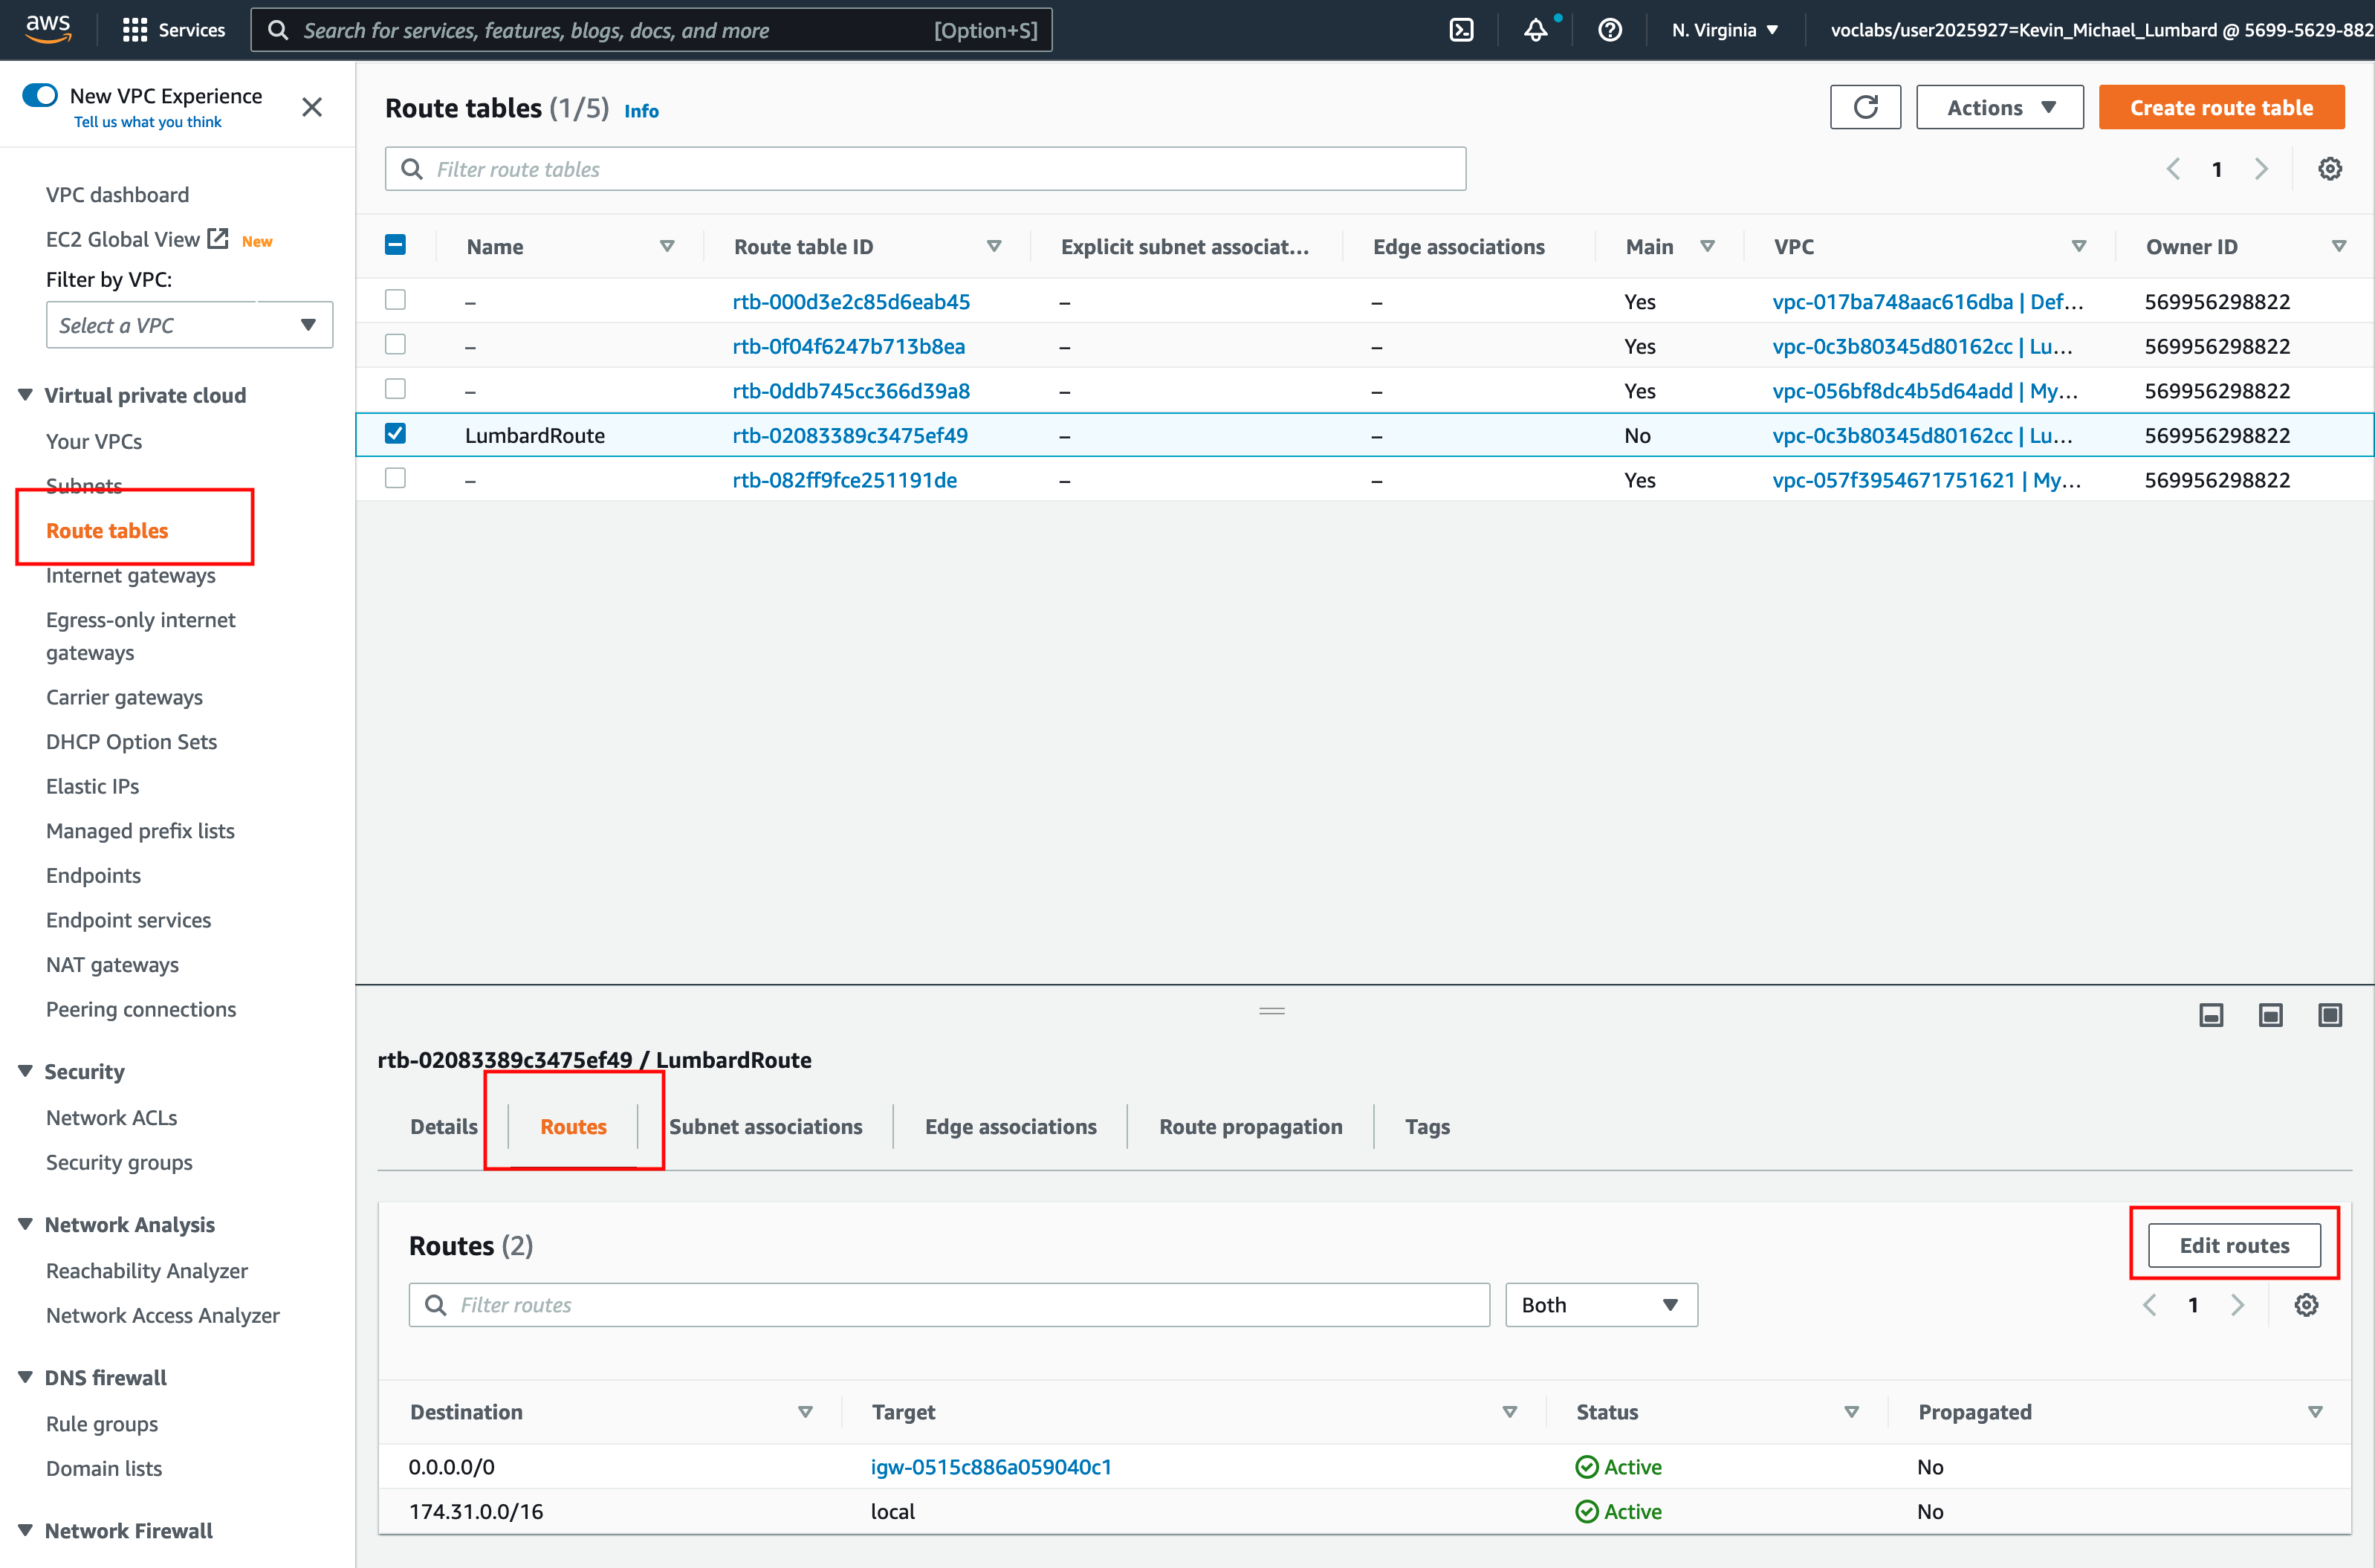 aws
Services
Search for services, features, blogs, docs, and more [Option+S]
N. Virginia
voclabs/user2025927=Kevin_Michael_Lumbard @ 5699-5629-882
New VPC Experience
Tell us what you think
VPC dashboard
EC2 Global View New
Filter by VPC:
Select a VPC
Virtual private cloud
Your VPCs
Subnets
Route tables
Internet gateways
Egress-only internet
gateways
Carrier gateways
DHCP Option Sets
Elastic IPs
Managed prefix lists
Endpoints
Endpoint services
NAT gateways
Peering connections
Security
Network ACLs
Security groups
Network Analysis
Reachability Analyzer
Network Access Analyzer
DNS firewall
Rule groups
Domain lists
Network Firewall
Route tables (1/5) Info
Actions
Create route table
Filter route tables
1
Name Route table ID Explicit subnet associat... Edge associations Main VPC Owner ID
– rtb-000d3e2c85d6eab45 – – Yes vpc-017ba748aac616dba | Def... 569956298822
– rtb-0f04f6247b713b8ea – – Yes vpc-0c3b80345d80162cc | Lu... 569956298822
– rtb-0ddb745cc366d39a8 – – Yes vpc-056bf8dc4b5d64add | My... 569956298822
LumbardRoute rtb-02083389c3475ef49 – – No vpc-0c3b80345d80162cc | Lu... 569956298822
– rtb-082ff9fce251191de – – Yes vpc-057f3954671751621 | My... 569956298822
rtb-02083389c3475ef49 / LumbardRoute
Details Routes Subnet associations Edge associations Route propagation Tags
Routes (2)
Edit routes
Filter routes
Both
1
Destination Target Status Propagated
0.0.0.0/0 igw-0515c886a059040c1 Active No
174.31.0.0/16 local Active No